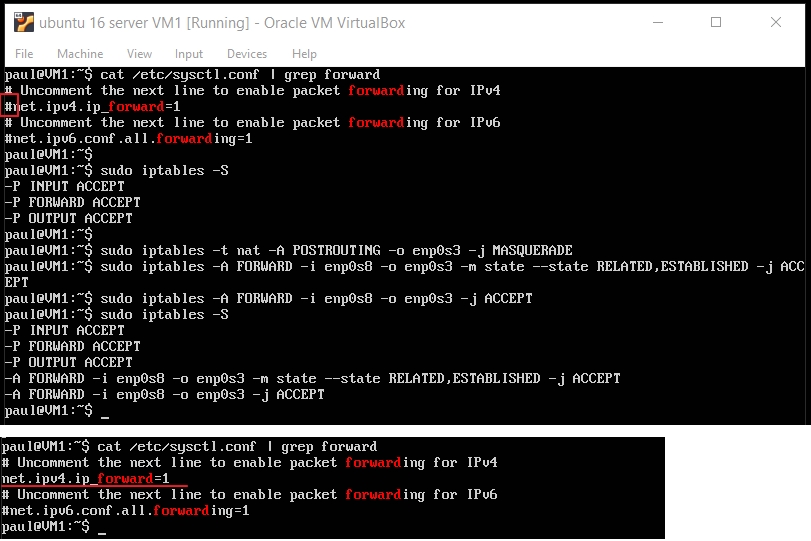 ubuntu 16 server VM1 [Running] - Oracle VM VirtualBox
File Machine View Input Devices Help
paul@VM1:~$ cat /etc/sysctl.conf | grep forward
# Uncomment the next line to enable packet forwarding for IPv4
#net.ipv4.ip_forward=1
# Uncomment the next line to enable packet forwarding for IPv6
#net.ipv6.conf.all.forwarding=1
paul@VM1:~$
paul@VM1:~$ sudo iptables -S
-P INPUT ACCEPT
-P FORWARD ACCEPT
-P OUTPUT ACCEPT
paul@VM1:~$
paul@VM1:~$ sudo iptables -t nat -A POSTROUTING -o enp0s3 -j MASQUERADE
paul@VM1:~$ sudo iptables -A FORWARD -i enp0s8 -o enp0s3 -m state --state RELATED,ESTABLISHED -j ACC
EPT
paul@VM1:~$ sudo iptables -A FORWARD -i enp0s8 -o enp0s3 -j ACCEPT
paul@VM1:~$ sudo iptables -S
-P INPUT ACCEPT
-P FORWARD ACCEPT
-P OUTPUT ACCEPT
-A FORWARD -i enp0s8 -o enp0s3 -m state --state RELATED,ESTABLISHED -j ACCEPT
-A FORWARD -i enp0s8 -o enp0s3 -j ACCEPT
paul@VM1:~$ _
paul@VM1:~$ cat /etc/sysctl.conf | grep forward
# Uncomment the next line to enable packet forwarding for IPv4
net.ipv4.ip_forward=1
# Uncomment the next line to enable packet forwarding for IPv6
#net.ipv6.conf.all.forwarding=1
paul@VM1:~$ _